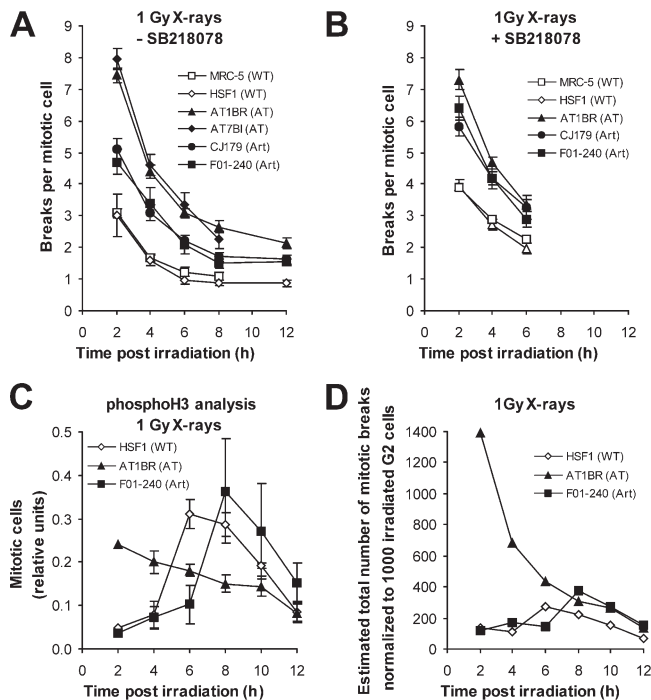 A
1 Gy X-rays
– SB218078
Breaks per mitotic cell
9
8
7
6
5
4
3
2
1
0
MRC-5 (WT)
HSF1 (WT)
AT1BR (AT)
AT7BI (AT)
CJ179 (Art)
F01-240 (Art)
0 2 4 6 8 10 12
Time post irradiation (h)
B
1Gy X-rays
+ SB218078
Breaks per mitotic cell
9
8
7
6
5
4
3
2
1
0
MRC-5 (WT)
HSF1 (WT)
AT1BR (AT)
CJ179 (Art)
F01-240 (Art)
0 2 4 6 8 10 12
Time post irradiation (h)
C
phosphoH3 analysis
1 Gy X-rays
Mitotic cells
(relative units)
0.5
0.4
0.3
0.2
0.1
0.0
HSF1 (WT)
AT1BR (AT)
F01-240 (Art)
0 2 4 6 8 10 12
Time post irradiation (h)
D
1Gy X-rays
Estimated total number of mitotic breaks
normalized to 1000 irradiated G2 cells
1400
1200
1000
800
600
400
200
0
HSF1 (WT)
AT1BR (AT)
F01-240 (Art)
0 2 4 6 8 10 12
Time post irradiation (h)